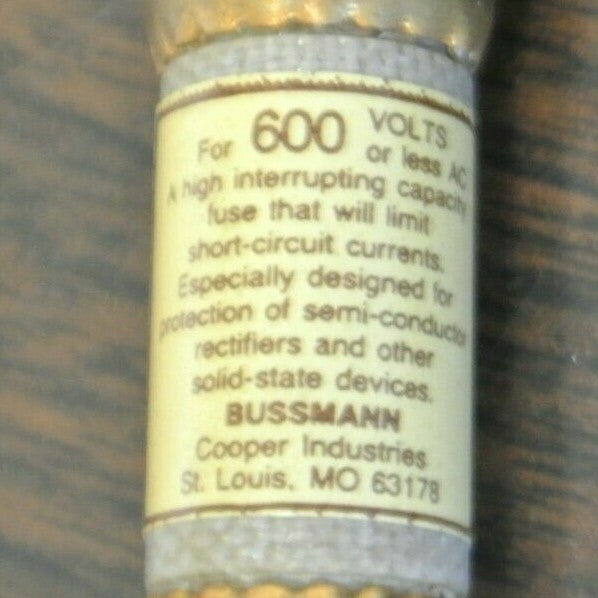 For 600 VOLTS
or less AC
A high interrupting capacity
fuse that will limit
short-circuit currents.
Especially designed for
protection of semi-conductor
rectifiers and other
solid-state devices.
BUSSMANN
Cooper Industries
St. Louis, MO 63178